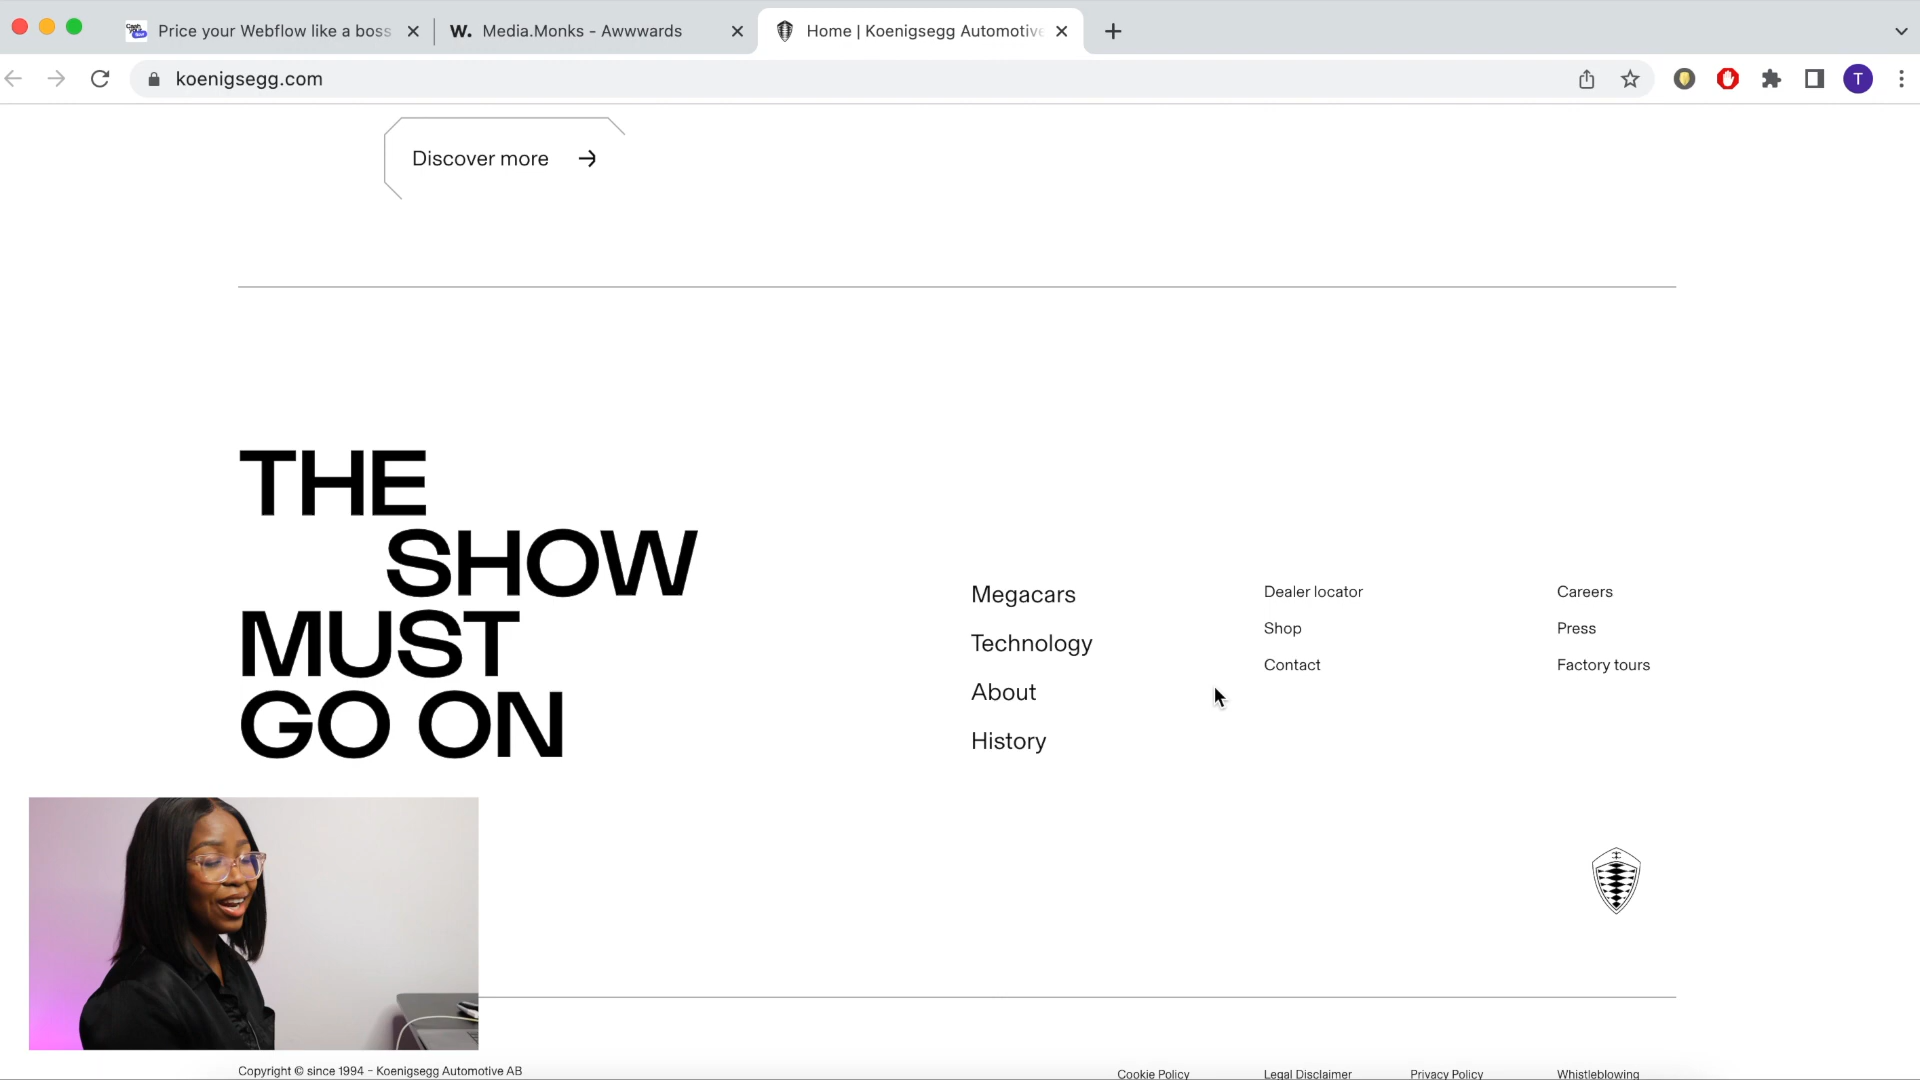 Price your Webflow like a boss
W. Media.Monks - Awwwards
Home | Koenigsegg Automotive
koenigsegg.com
T
Discover more
THE
SHOW
MUST
GO ON
Megacars
Technology
About
History
Dealer locator
Shop
Contact
Careers
Press
Factory tours
Copyright © since 1994 – Koenigsegg Automotive AB
Cookie Policy
Legal Disclaimer
Privacy Policy
Whistleblowing